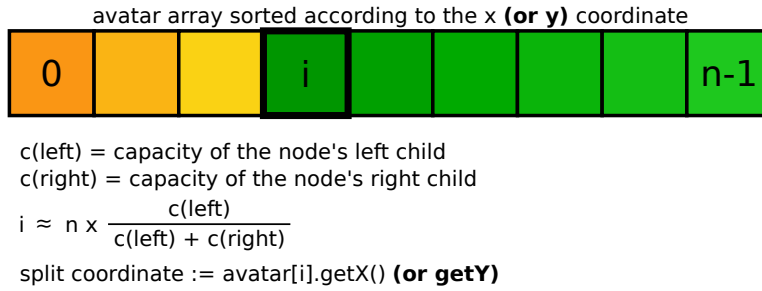 avatar array sorted according to the x (or y) coordinate
0 i n-1
c(left) = capacity of the node's left child
c(right) = capacity of the node's right child
c(left)
i ≈ n x
c(left) + c(right)
split coordinate := avatar[i].getX() (or getY)